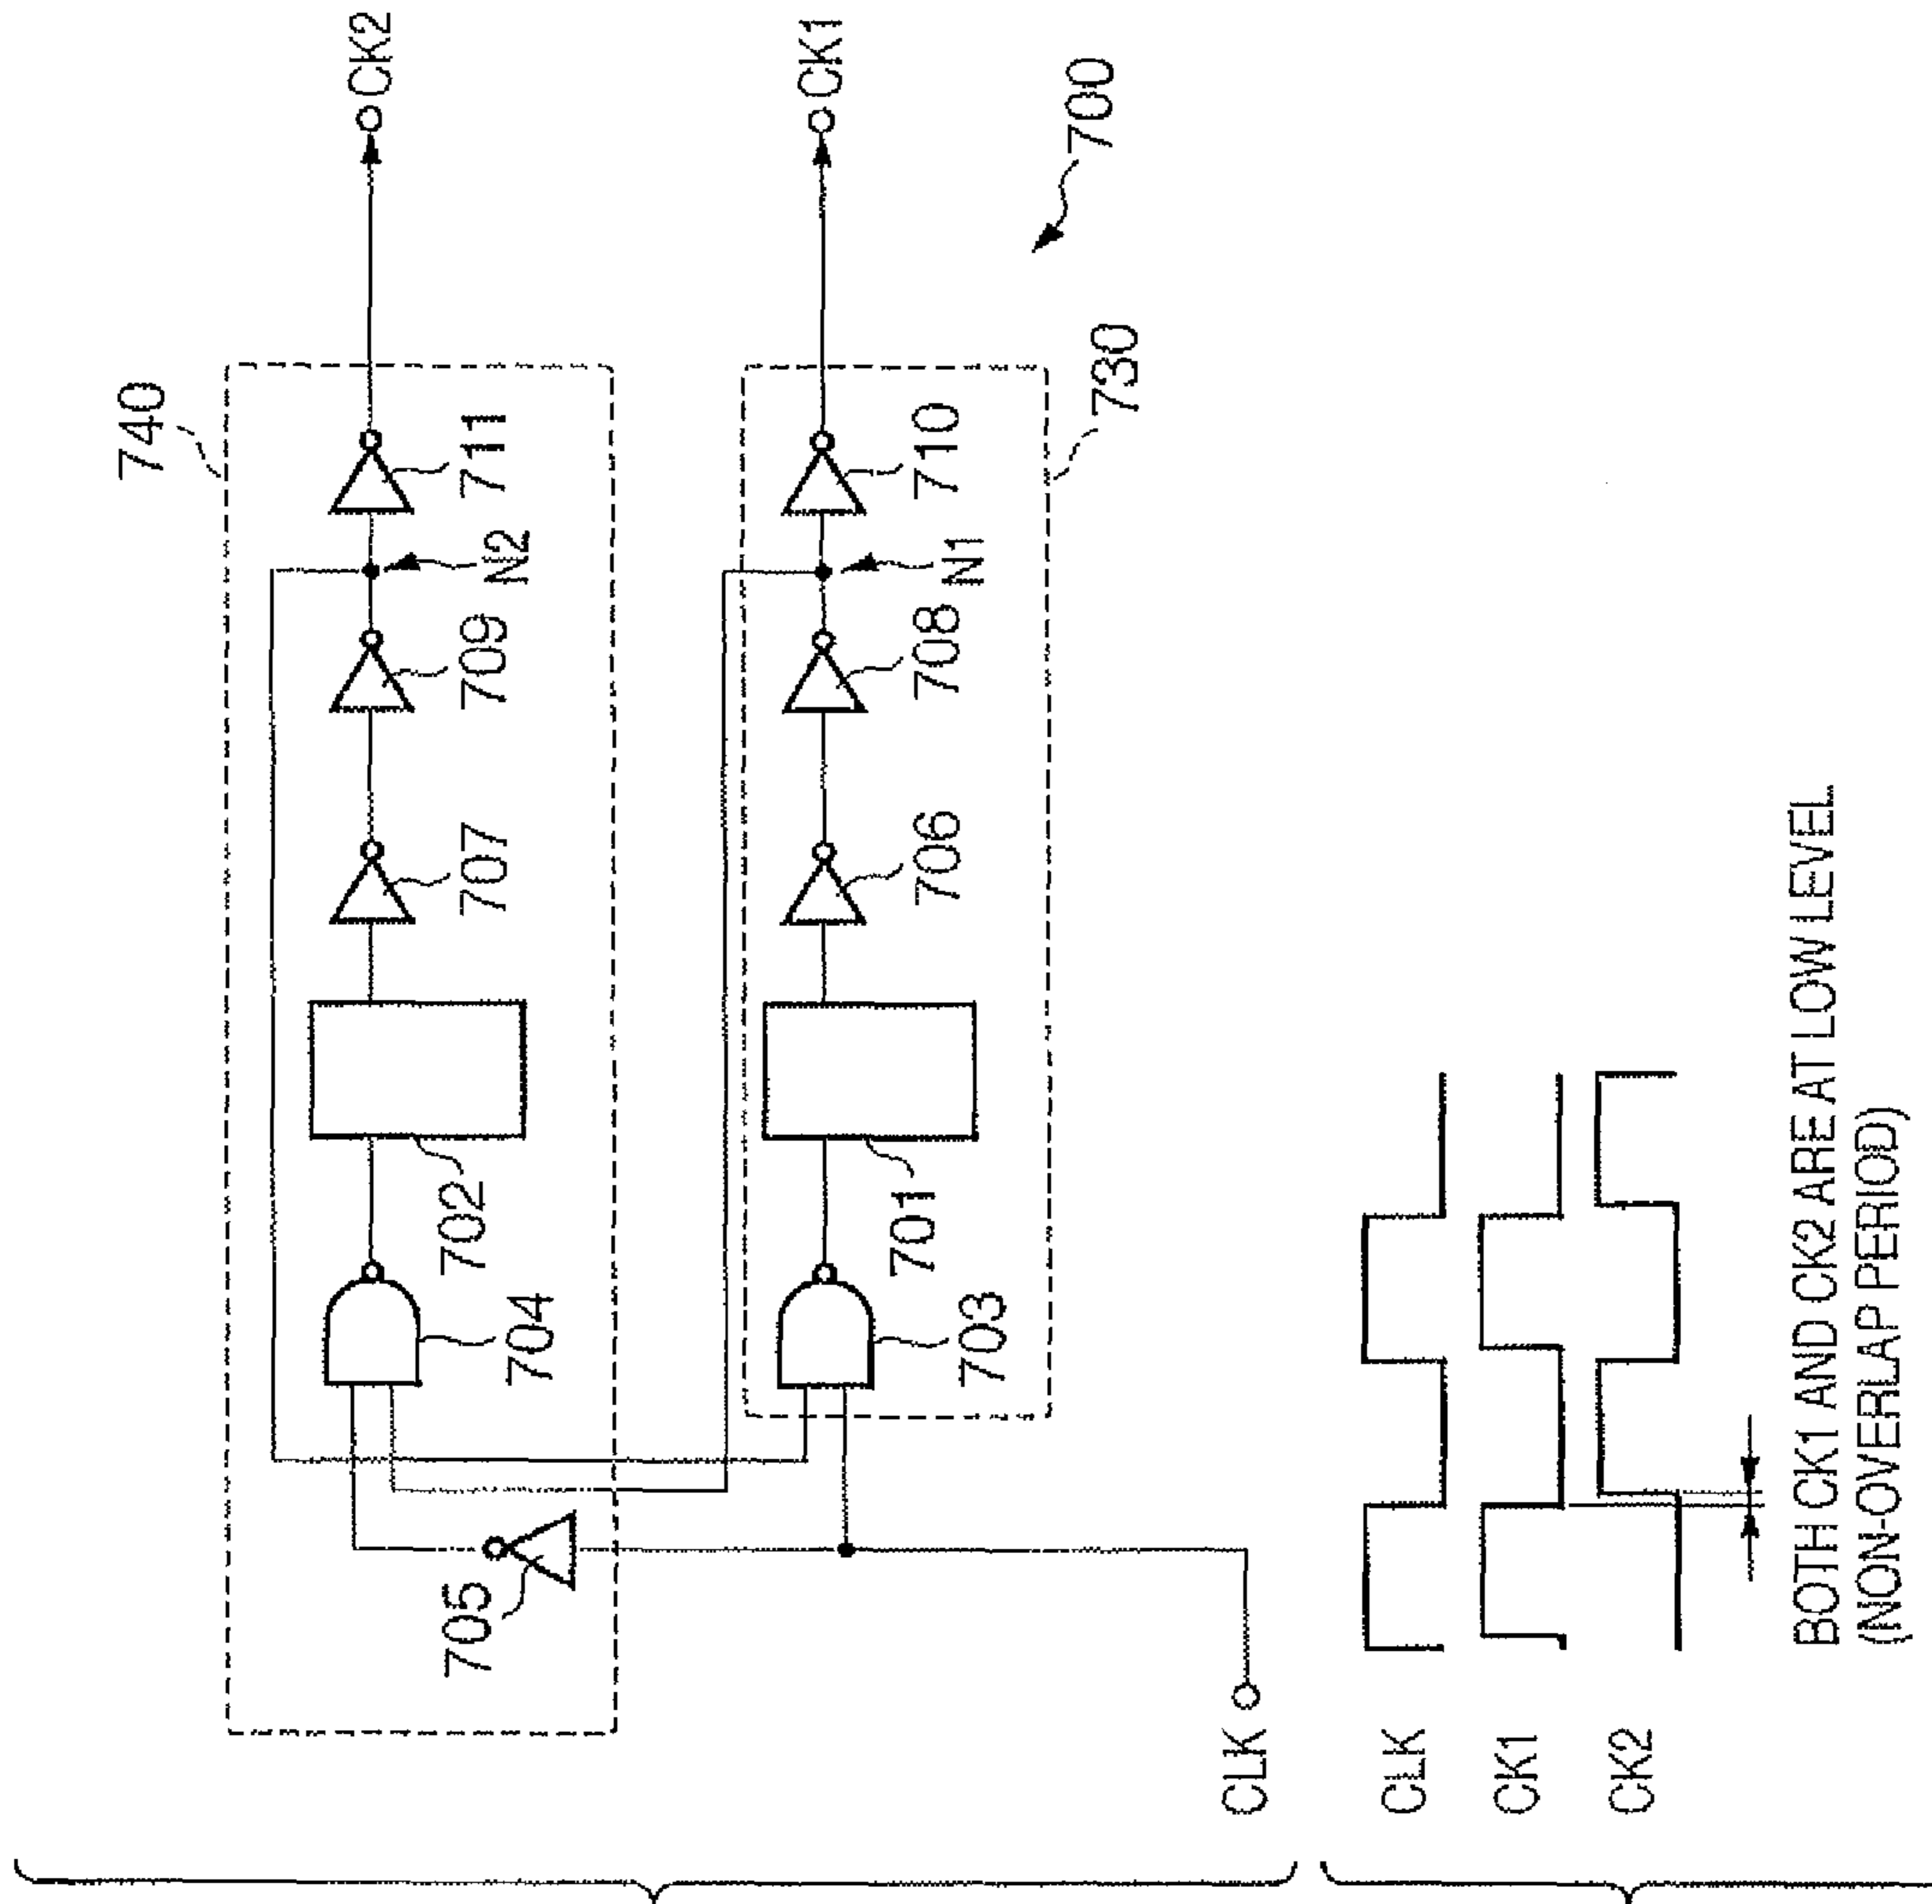 740
CK2
711
N2
709
707
702
704
705
CK1
700
730
710
N1
708
706
701
703
CLK
CLK
CK1
CK2
BOTH CK1 AND CK2 ARE AT LOW LEVEL
(NON-OVERLAP PERIOD)